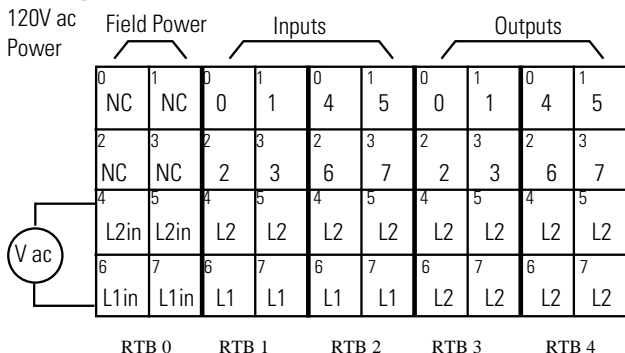 120V ac Power
Field Power Inputs Outputs
0 1 0 1 0 1 0 1 0 1
NC NC 0 1 4 5 0 1 4 5
2 3 2 3 2 3 2 3 2 3
NC NC 2 3 6 7 2 3 6 7
4 5 4 5 4 5 4 5 4 5
V ac
L2in L2in L2 L2 L2 L2 L2 L2 L2 L2
6 7 6 7 6 7 6 7 6 7
L1in L1in L1 L1 L1 L1 L2 L2 L2 L2
RTB 0 RTB 1 RTB 2 RTB 3 RTB 4